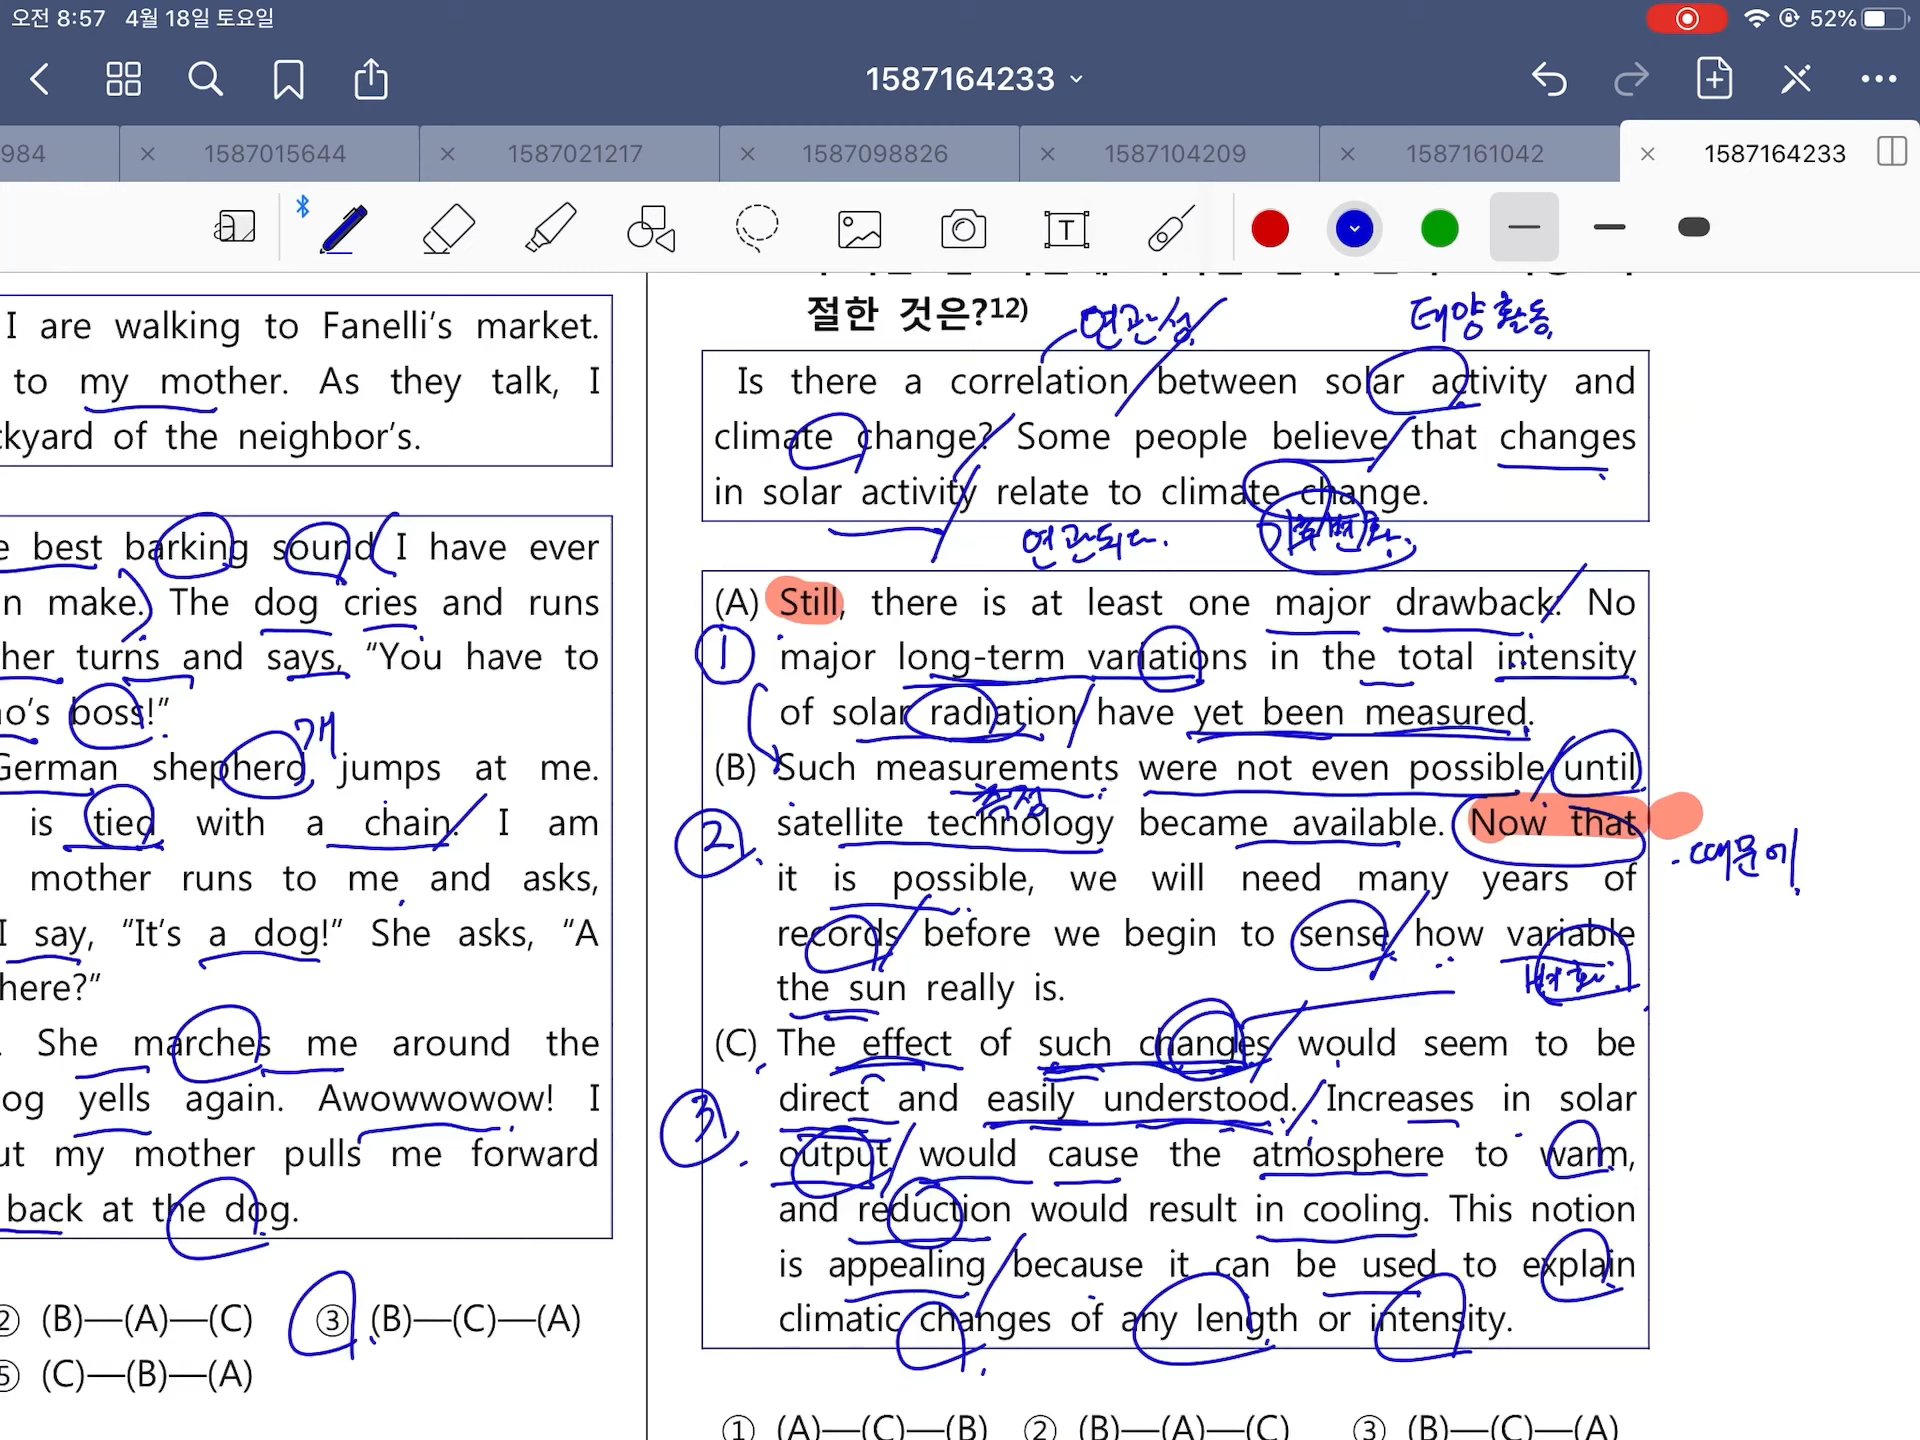 오전 8:57 4월 18일 토요일
52%
1587164233
984
1587015644
1587021217
1587098826
1587104209
1587161042
1587164233
I are walking to Fanelli's market.
to my mother. As they talk, I
ckyard of the neighbor's.
e best barking sound I have ever
n make. The dog cries and runs
her turns and says, "You have to
no's boss!"
개
German shepherd, jumps at me.
is tied with a chain. I am
mother runs to me and asks,
I say, "It's a dog!" She asks, "A
here?"
. She marches me around the
og yells again. Awowwowow! I
ut my mother pulls me forward
back at the dog.
② (B)—(A)—(C) ③ (B)—(C)—(A)
⑤ (C)—(B)—(A)
절한 것은?12)
연관성
태양 활동
Is there a correlation between solar activity and
climate change? Some people believe that changes
in solar activity relate to climate change.
연관되다.
기후변화
(A) Still, there is at least one major drawback: No
① major long-term variations in the total intensity
of solar radiation have yet been measured.
(B) Such measurements were not even possible until
측정
② satellite technology became available. Now that
때문에
it is possible, we will need many years of
records before we begin to sense how variable
변화
the sun really is.
(C) The effect of such changes would seem to be
③ direct and easily understood. Increases in solar
output would cause the atmosphere to warm,
and reduction would result in cooling. This notion
is appealing because it can be used to explain
climatic changes of any length or intensity.
① (A)—(C)—(B) ② (B)—(A)—(C) ③ (B)—(C)—(A)